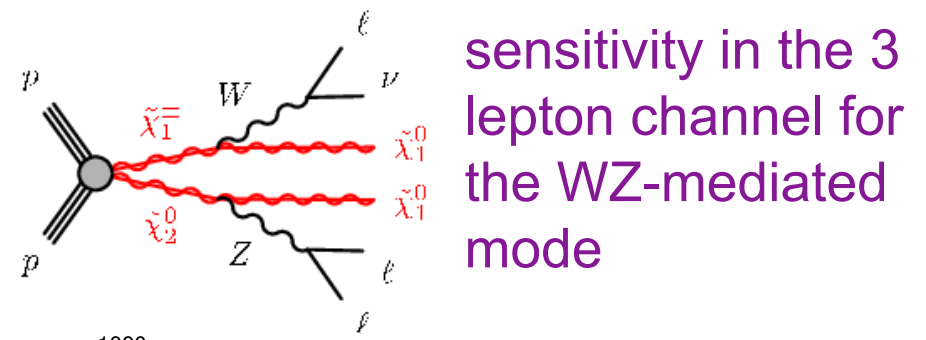 ℓ
p
W
ν
χ̃₁±
χ̃₁⁰
χ̃₁⁰
χ̃₂⁰
p
Z
ℓ
ℓ
sensitivity in the 3
lepton channel for
the WZ-mediated
mode